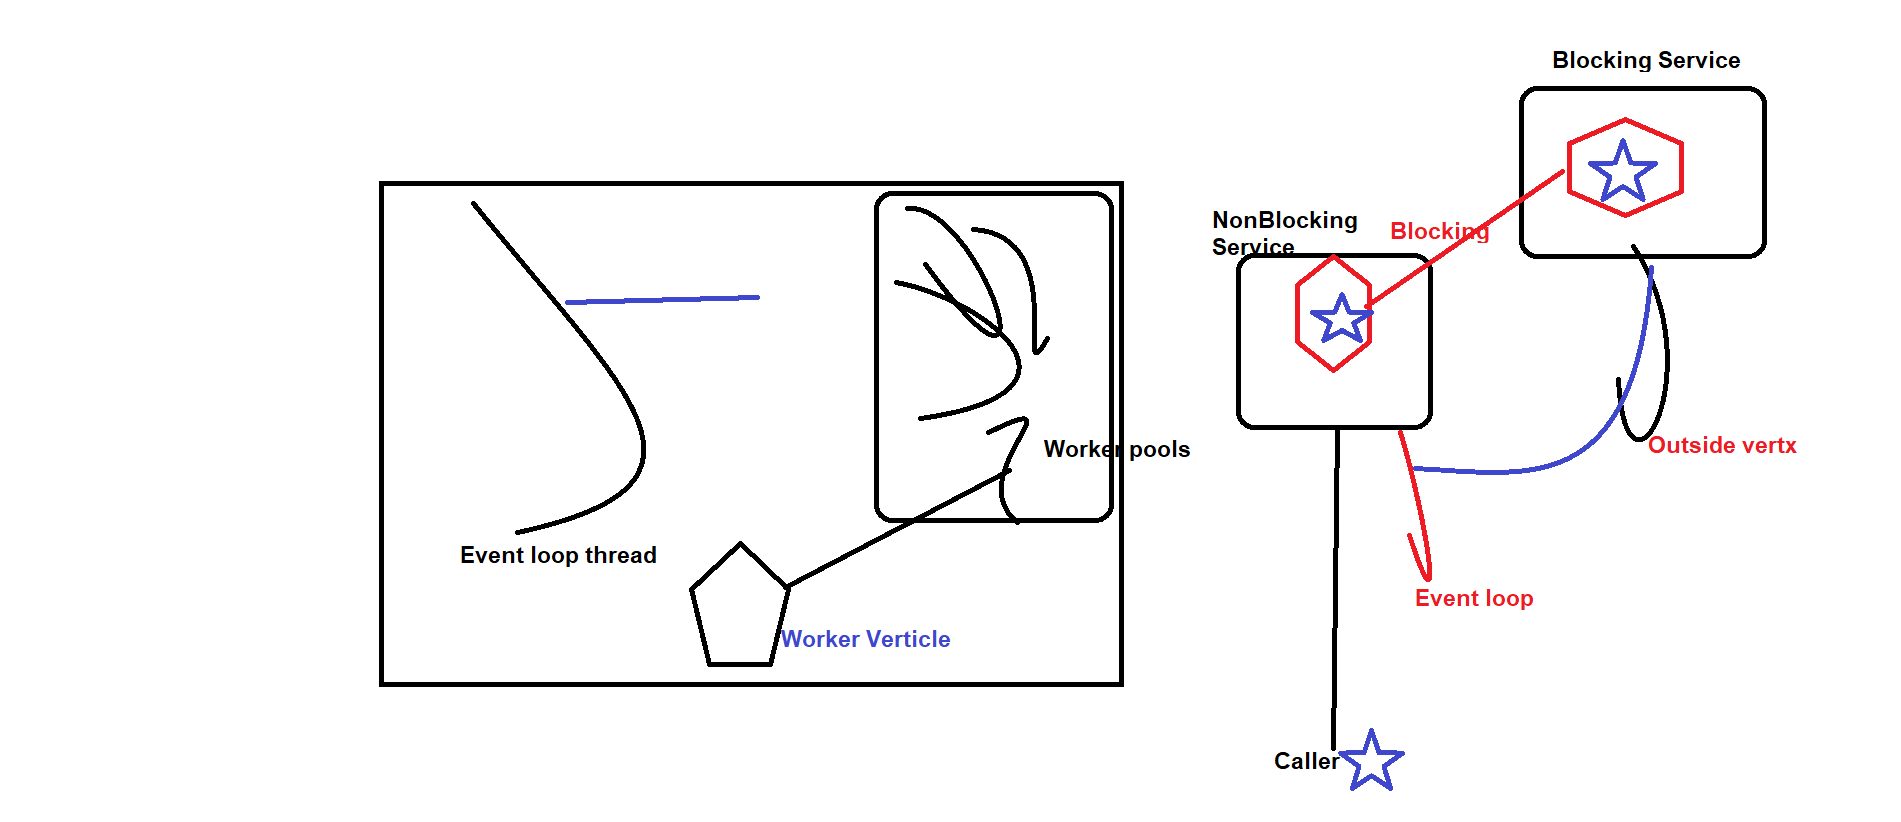 Blocking Service
NonBlocking
Service
Blocking
Worker pools
Outside vertx
Event loop thread
Event loop
Worker Verticle
Caller